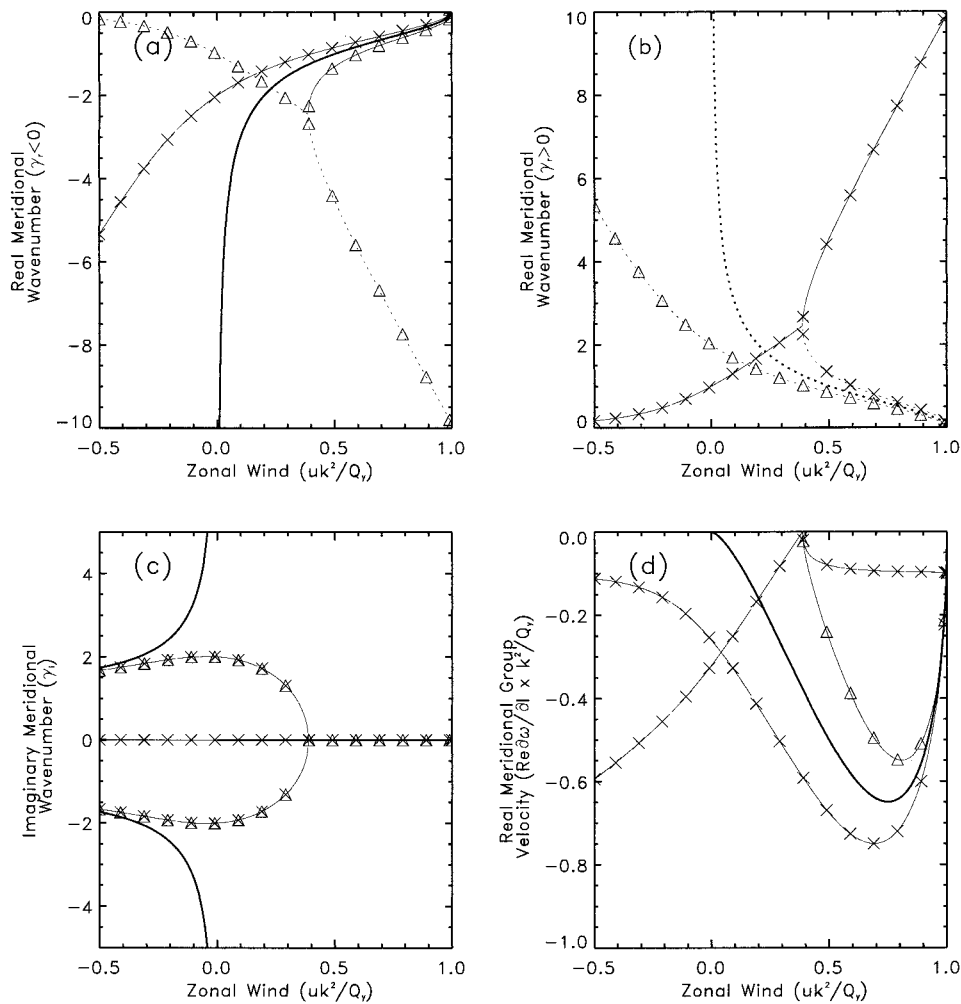 (a)
Real Meridional
Wavenumber (γr<0)
0
-2
-4
-6
-8
-10
-0.5
0.0
0.5
1.0
Zonal Wind (uk²/Qy)
(b)
Real Meridional
Wavenumber (γr>0)
10
8
6
4
2
0
-0.5
0.0
0.5
1.0
Zonal Wind (uk²/Qy)
(c)
Imaginary Meridional
Wavenumber (γi)
4
2
0
-2
-4
-0.5
0.0
0.5
1.0
Zonal Wind (uk²/Qy)
(d)
Real Meridional Group
Velocity (Re∂ω/∂l x k²/Qy)
0.0
-0.2
-0.4
-0.6
-0.8
-1.0
-0.5
0.0
0.5
1.0
Zonal Wind (uk²/Qy)